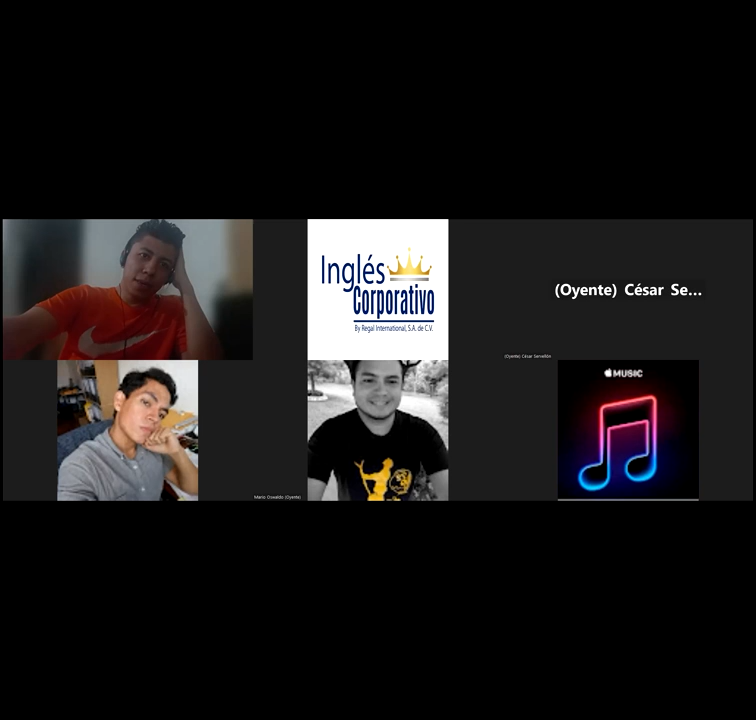 Inglés
Corporativo
By Regal International, S.A. de C.V.
(Oyente) César Se...
(Oyente) César Servellón
MUSIC
Mario Oswaldo (Oyente)